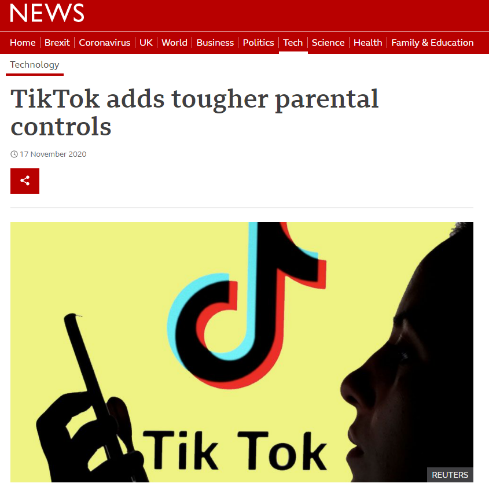 NEWS
Home Brexit Coronavirus UK World Business Politics Tech Science Health Family & Education
Technology
TikTok adds tougher parental
controls
17 November 2020
Tik Tok
REUTERS